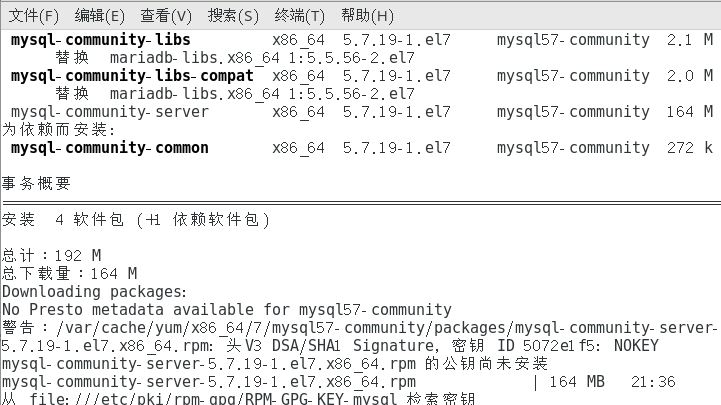 文件(F) 编辑(E) 查看(V) 搜索(S) 终端(T) 帮助(H)
mysql-community-libs x86_64 5.7.19-1.el7 mysql57-community 2.1 M
替换 mariadb-libs.x86_64 1:5.5.56-2.el7
mysql-community-libs-compat x86_64 5.7.19-1.el7 mysql57-community 2.0 M
替换 mariadb-libs.x86_64 1:5.5.56-2.el7
mysql-community-server x86_64 5.7.19-1.el7 mysql57-community 164 M
为依赖而安装:
mysql-community-common x86_64 5.7.19-1.el7 mysql57-community 272 k
事务概要
安装 4 软件包 (+1 依赖软件包)
总计：192 M
总下载量：164 M
Downloading packages:
No Presto metadata available for mysql57-community
警告：/var/cache/yum/x86_64/7/mysql57-community/packages/mysql-community-server-
5.7.19-1.el7.x86_64.rpm: 头V3 DSA/SHA1 Signature, 密钥 ID 5072e1f5: NOKEY
mysql-community-server-5.7.19-1.el7.x86_64.rpm 的公钥尚未安装
mysql-community-server-5.7.19-1.el7.x86_64.rpm | 164 MB 21:36
从 file:///etc/pki/rpm-gpg/RPM-GPG-KEY-mysql 检索密钥